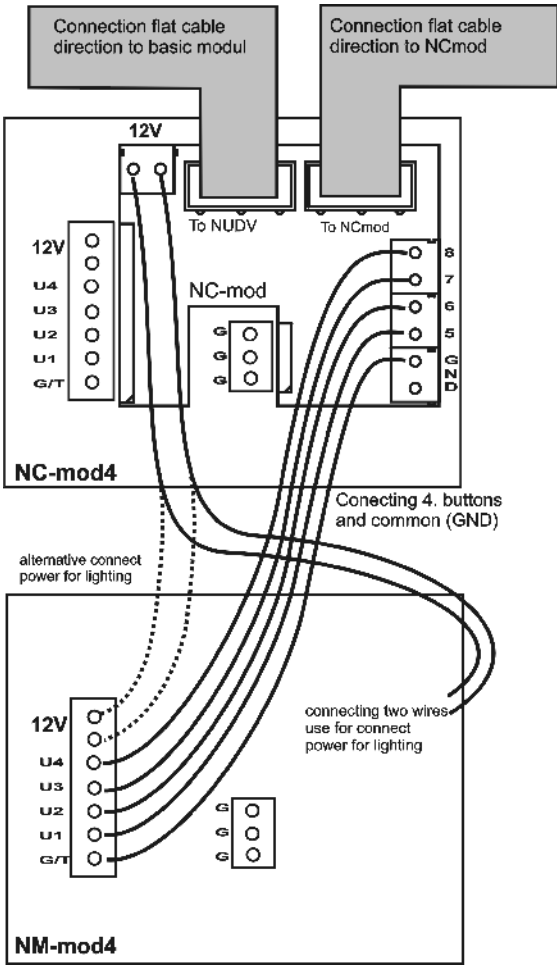 Connection flat cable
direction to basic modul
Connection flat cable
direction to NCmod
12V
To NUDV
To NCmod
12V
U4
U3
U2
U1
G/T
NC-mod
G
G
G
8
7
6
5
G
N
D
NC-mod4
Conecting 4. buttons
and common (GND)
alternative connect
power for lighting
connecting two wires
use for connect
power for lighting
12V
U4
U3
U2
U1
G/T
G
G
G
NM-mod4